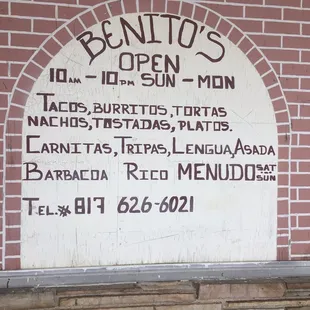 BENITO'S
OPEN
10AM - 10PM SUN - MON
TACOS, BURRITOS, TORTAS
NACHOS, TOSTADAS, PLATOS.
CARNITAS, TRIPAS, LENGUA, ASADA
BARBACOA RICO MENUDO SAT SUN
TEL.# 817 626-6021